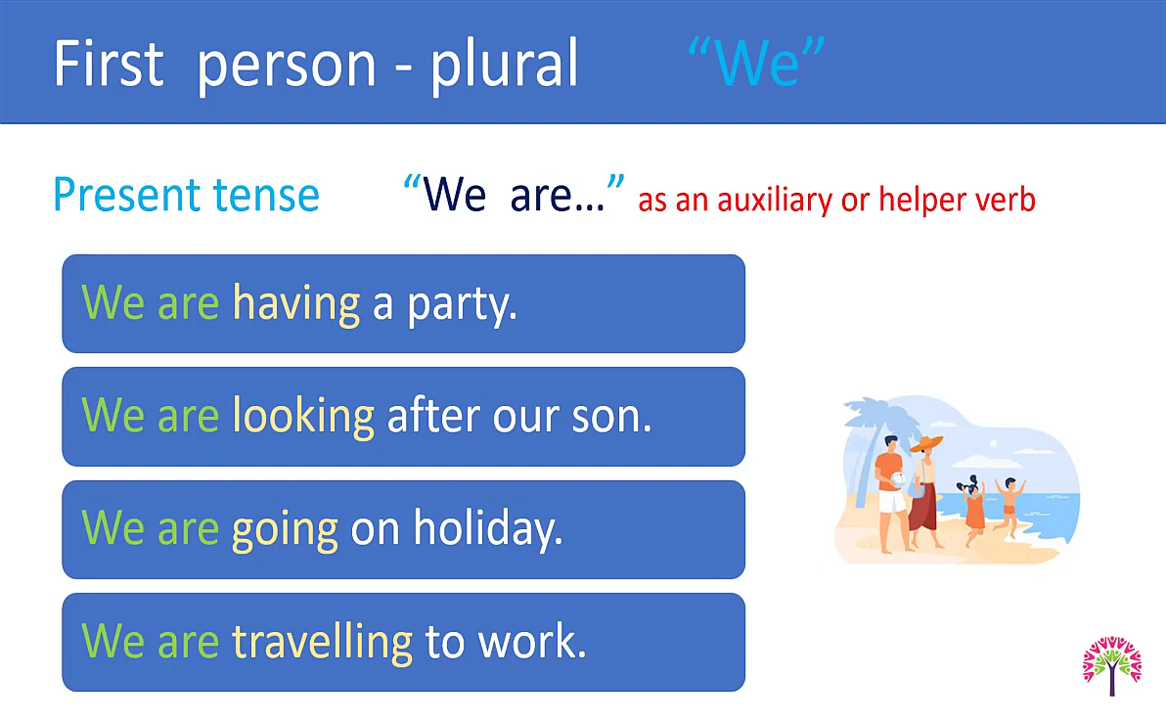 First person - plural “We”
Present tense “We are...” as an auxiliary or helper verb
We are having a party.
We are looking after our son.
We are going on holiday.
We are travelling to work.